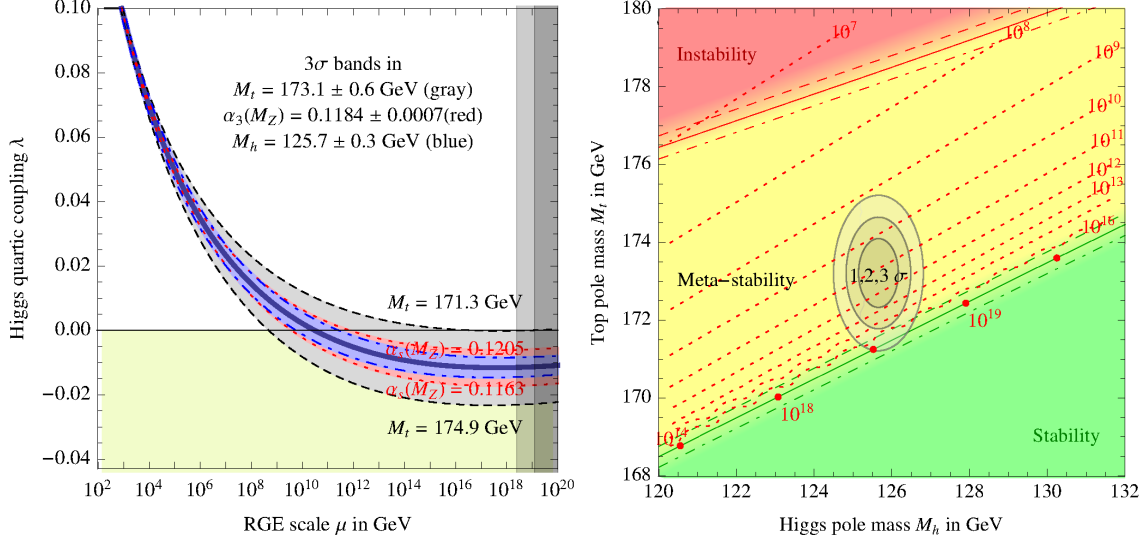 0.10
0.08
0.06
0.04
0.02
0.00
−0.02
−0.04
Higgs quartic coupling λ
3σ bands in
M_t = 173.1 ± 0.6 GeV (gray)
α_3(M_Z) = 0.1184 ± 0.0007(red)
M_h = 125.7 ± 0.3 GeV (blue)
M_t = 171.3 GeV
α_s(M_Z) = 0.1205
α_s(M_Z) = 0.1163
M_t = 174.9 GeV
10^2 10^4 10^6 10^8 10^10 10^12 10^14 10^16 10^18 10^20
RGE scale μ in GeV
180
178
176
174
172
170
168
Top pole mass M_t in GeV
Instability
10^7
10^8
10^9
10^10
10^11
10^12
10^13
10^16
Meta−stability
1,2,3 σ
10^19
10^18
10^14
Stability
120 122 124 126 128 130 132
Higgs pole mass M_h in GeV